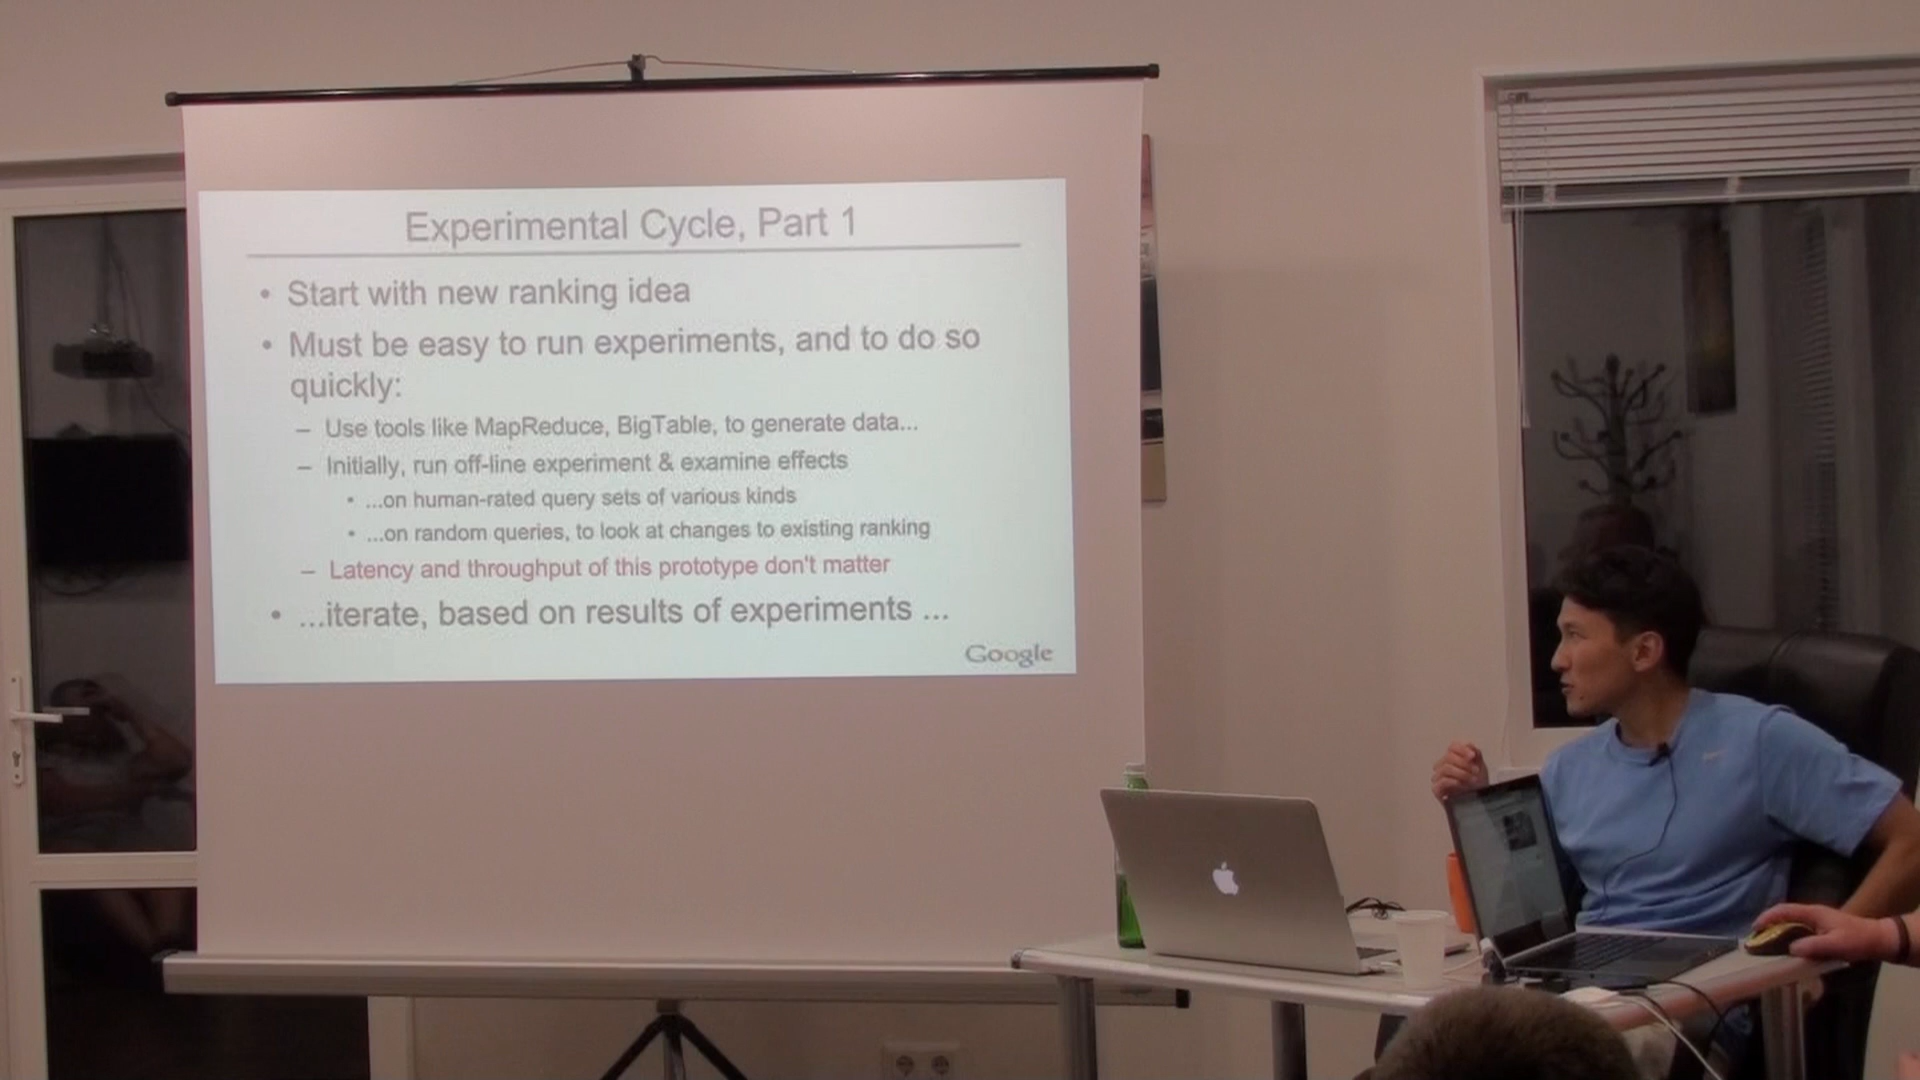 Experimental Cycle, Part 1
• Start with new ranking idea
• Must be easy to run experiments, and to do so
quickly:
– Use tools like MapReduce, BigTable, to generate data...
– Initially, run off-line experiment & examine effects
• ...on human-rated query sets of various kinds
• ...on random queries, to look at changes to existing ranking
– Latency and throughput of this prototype don't matter
• ...iterate, based on results of experiments ...
Google